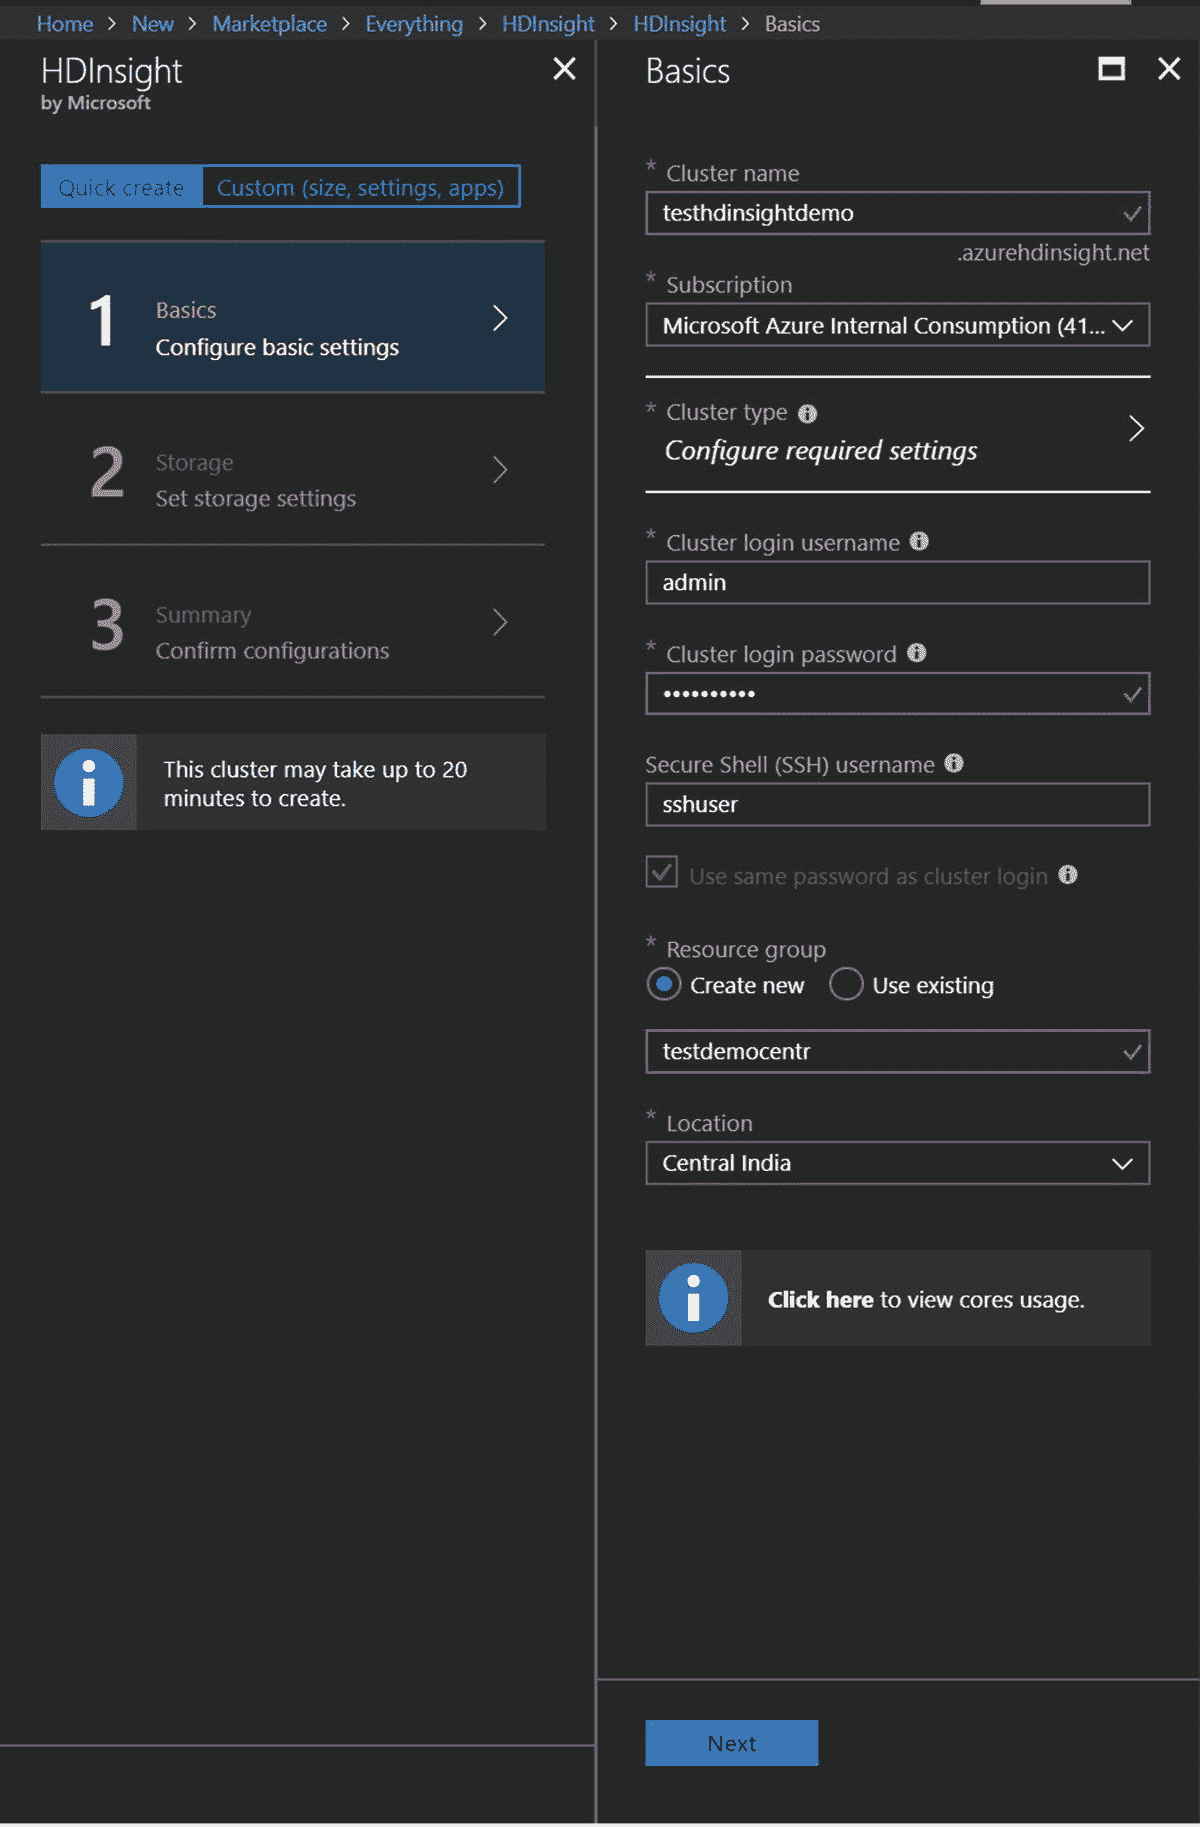 Home > New > Marketplace > Everything > HDInsight > HDInsight > Basics
HDInsight
by Microsoft
Quick create
Custom (size, settings, apps)
1
Basics
Configure basic settings
2
Storage
Set storage settings
3
Summary
Confirm configurations
This cluster may take up to 20
minutes to create.
Basics
* Cluster name
testhdinsightdemo
.azurehdinsight.net
* Subscription
Microsoft Azure Internal Consumption (41...
* Cluster type
Configure required settings
* Cluster login username
admin
* Cluster login password
••••••••••
Secure Shell (SSH) username
sshuser
Use same password as cluster login
* Resource group
Create new
Use existing
testdemocentr
* Location
Central India
Click here to view cores usage.
Next